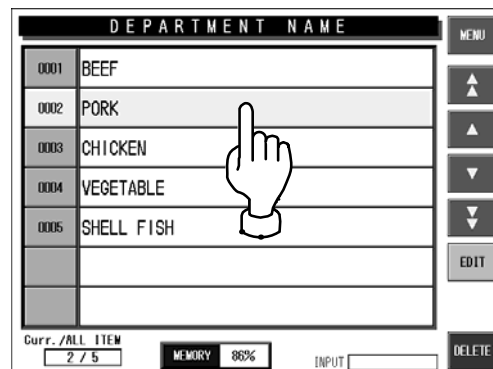 DEPARTMENT NAME
MENU
0001 BEEF
0002 PORK
0003 CHICKEN
0004 VEGETABLE
0005 SHELL FISH
EDIT
Curr./ALL ITEM
2 / 5
MEMORY 86%
INPUT
DELETE